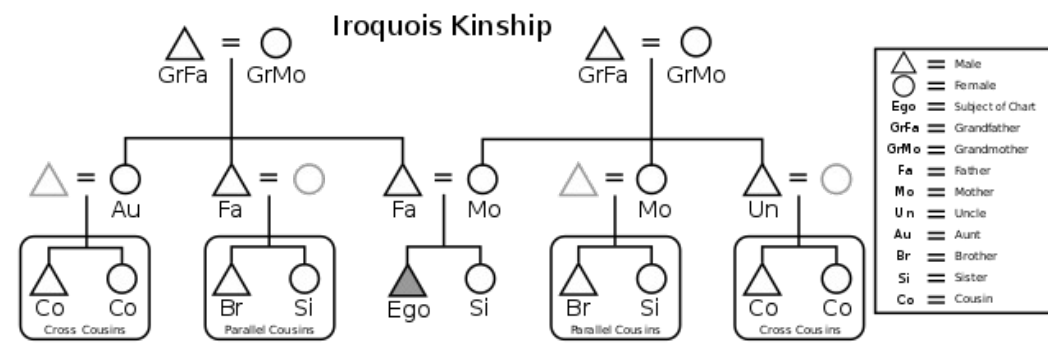 Iroquois Kinship
=
=
GrFa GrMo
GrFa GrMo
= = = = =
Au Fa Fa Mo Mo Un
Co Co Br Si Ego Si Br Si Co Co
Cross Cousins Parallel Cousins Parallel Cousins Cross Cousins
= Male
= Female
Ego = Subject of Chart
GrFa = Grandfather
GrMo = Grandmother
Fa = Father
Mo = Mother
Un = Uncle
Au = Aunt
Br = Brother
Si = Sister
Co = Cousin